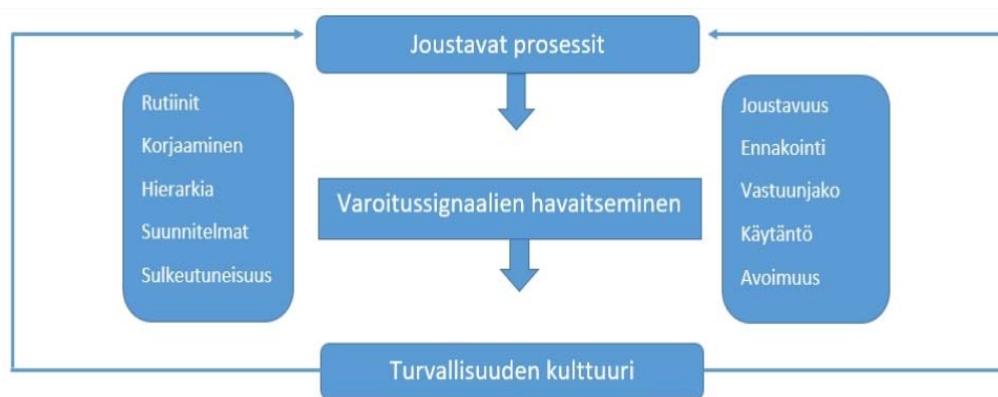 Joustavat prosessit
Rutiinit
Korjaaminen
Hierarkia
Suunnitelmat
Sulkeutuneisuus
Varoitussignaalien havaitseminen
Joustavuus
Ennakointi
Vastuunjako
Käytäntö
Avoimuus
Turvallisuuden kulttuuri